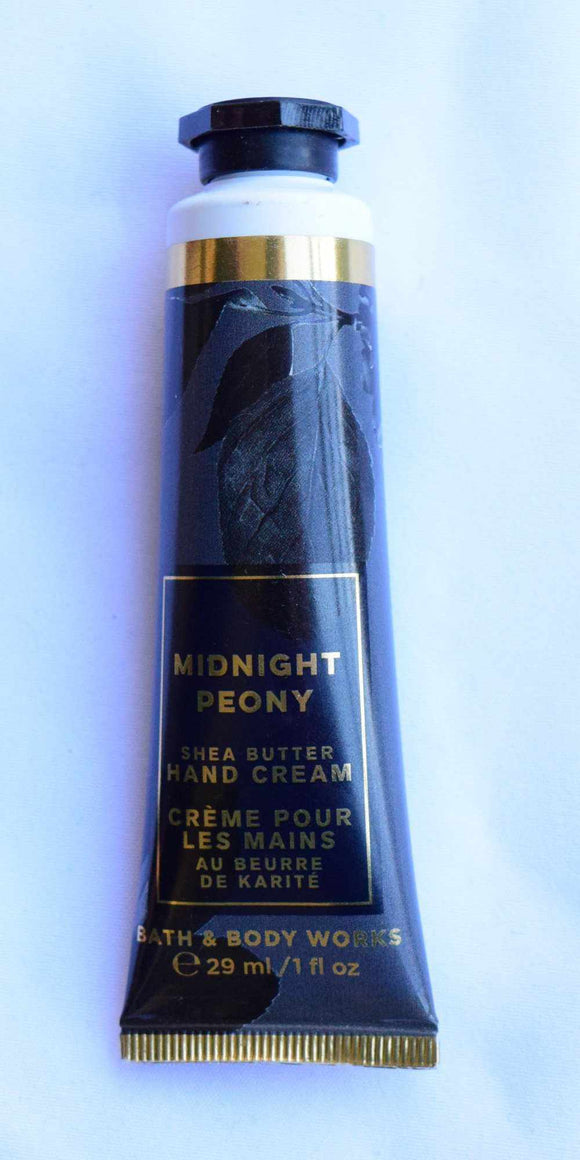 MIDNIGHT
PEONY
SHEA BUTTER
HAND CREAM
CRÈME POUR
LES MAINS
AU BEURRE
DE KARITÉ
BATH & BODY WORKS
℮ 29 ml /1 fl oz